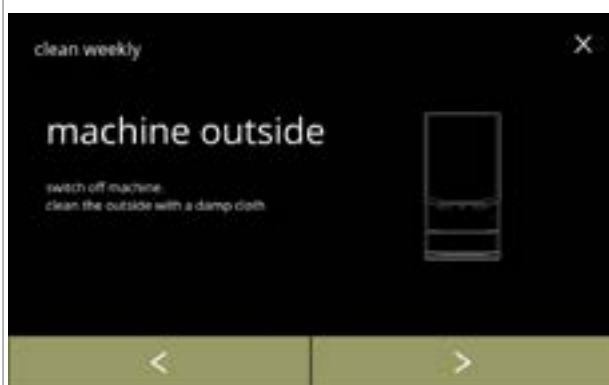 clean weekly
machine outside
switch off machine.
clean the outside with a damp cloth